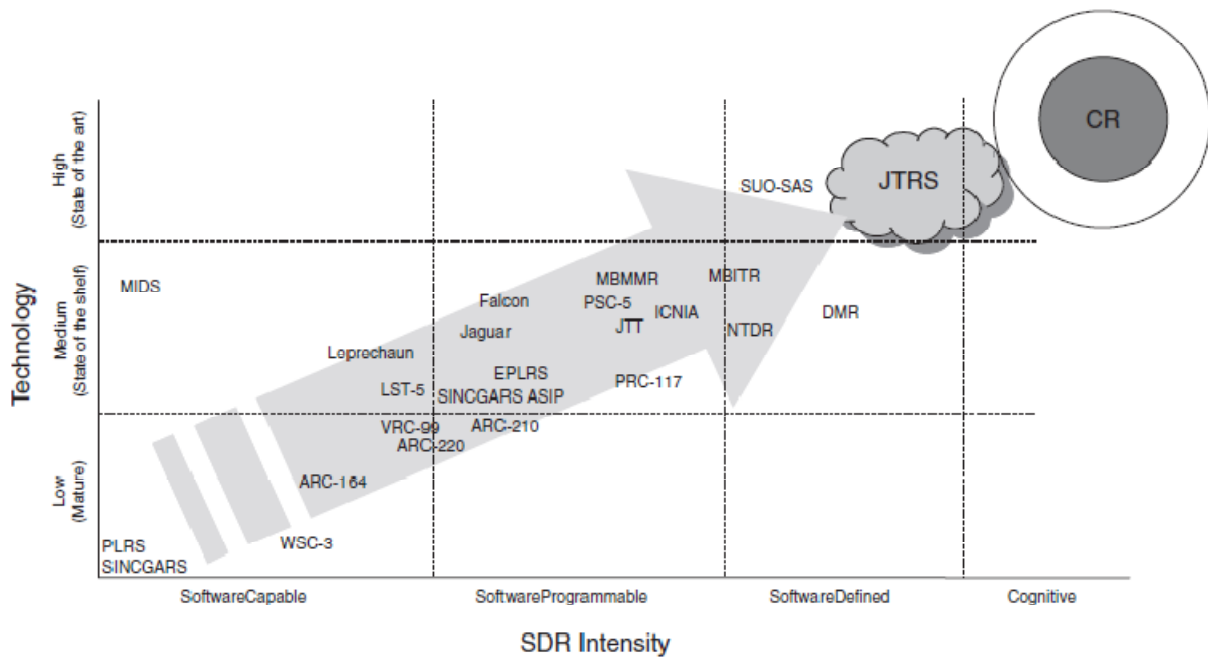 CR
High
(State of the art)
SUO-SAS
JTRS
Technology
Medium
(State of the shelf)
MIDS
MBMMR
MBITR
Falcon
PSC-5
ICNIA
DMR
Jaguar
JTT
NTDR
Leprechaun
EPLRS
PRC-117
LST-5
SINCGARS ASIP
VRC-99
ARC-210
ARC-220
Low
(Mature)
ARC-164
WSC-3
PLRS
SINCGARS
SoftwareCapable
SoftwareProgrammable
SoftwareDefined
Cognitive
SDR Intensity